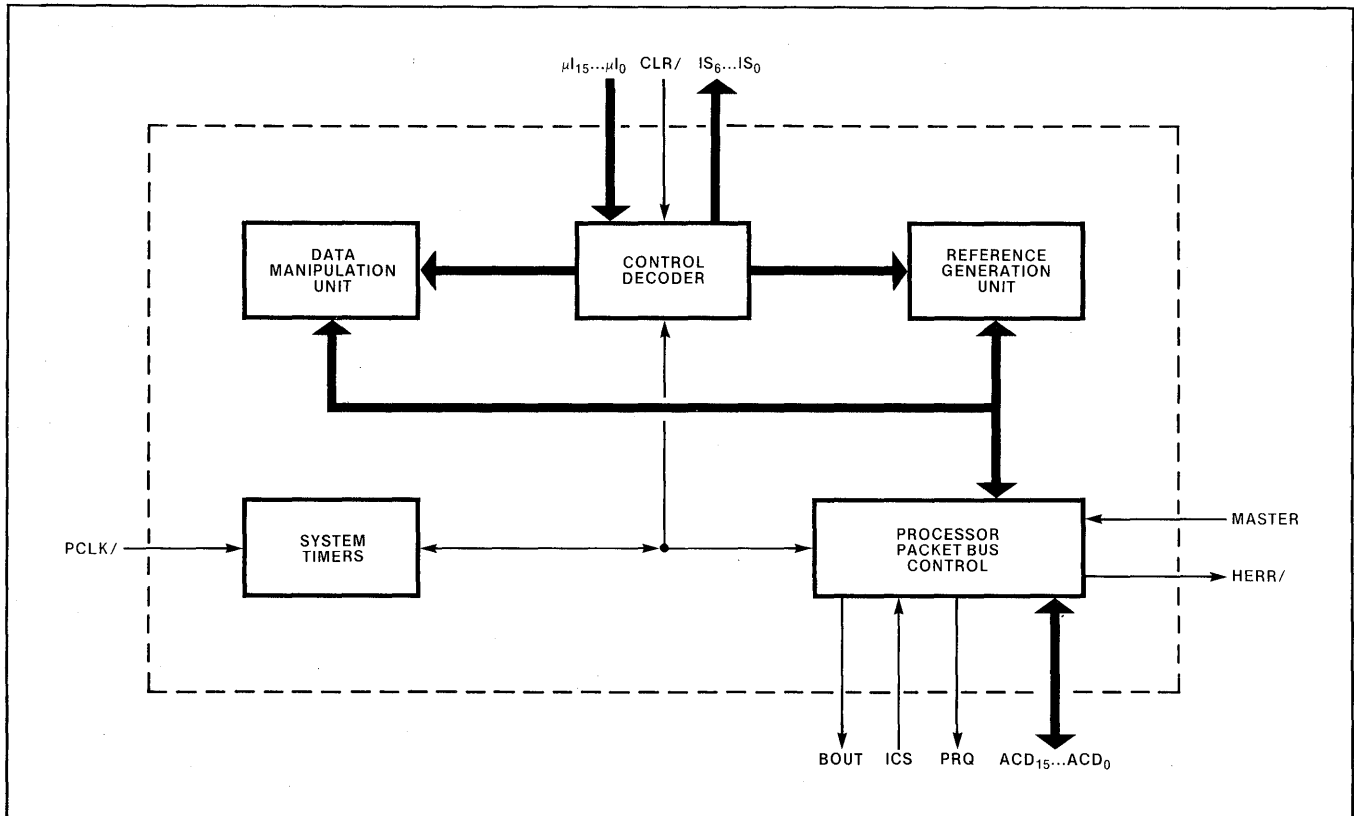 μI₁₅...μI₀ CLR/ IS₆...IS₀
DATA
MANIPULATION
UNIT
CONTROL
DECODER
REFERENCE
GENERATION
UNIT
PCLK/
SYSTEM
TIMERS
PROCESSOR
PACKET BUS
CONTROL
MASTER
HERR/
BOUT ICS PRQ ACD₁₅...ACD₀